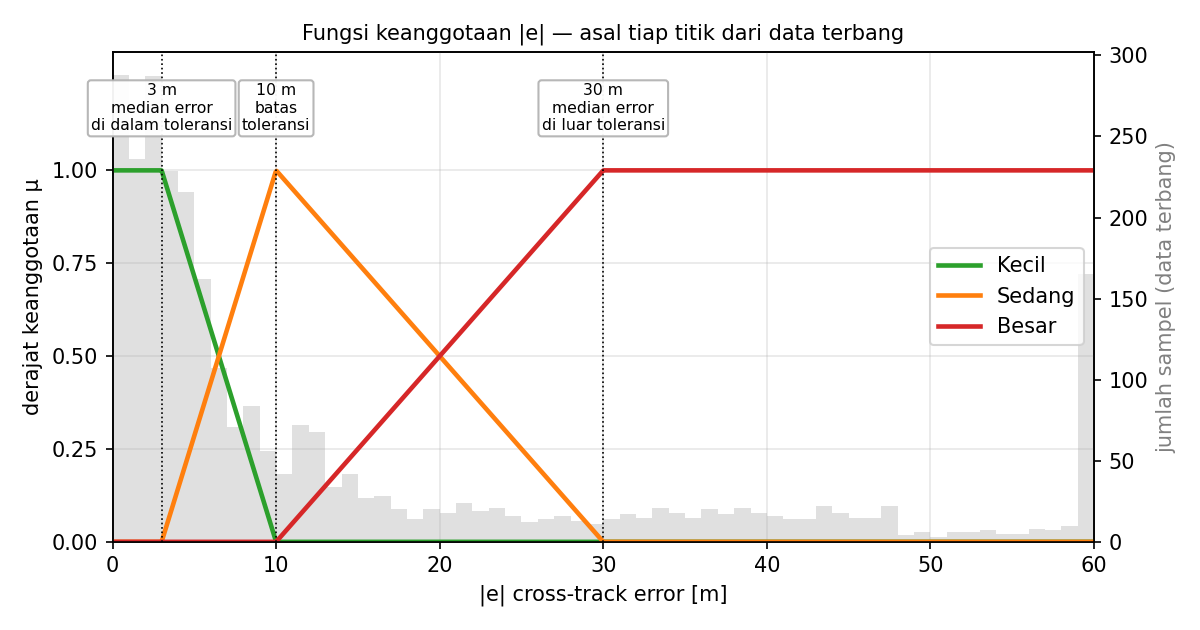 Fungsi keanggotaan |e| — asal tiap titik dari data terbang
3 m
median error
di dalam toleransi
10 m
batas
toleransi
30 m
median error
di luar toleransi
derajat keanggotaan μ
1.00
0.75
0.50
0.25
0.00
Kecil
Sedang
Besar
300
250
200
150
100
50
0
jumlah sampel (data terbang)
0 10 20 30 40 50 60
|e| cross-track error [m]